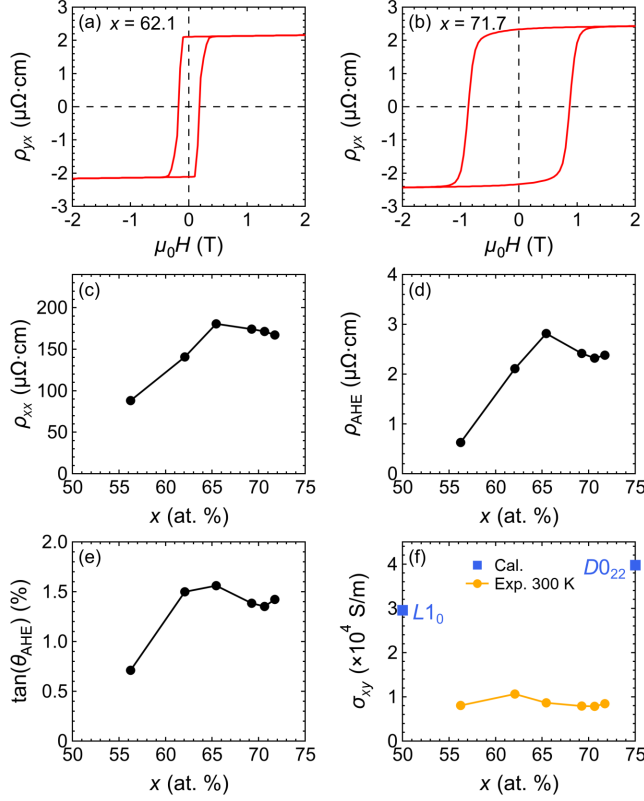 (a) x = 62.1
3
2
1
0
-1
-2
-3
ρyx (μΩ·cm)
-2 -1 0 1 2
μ0H (T)
(b) x = 71.7
3
2
1
0
-1
-2
-3
ρyx (μΩ·cm)
-2 -1 0 1 2
μ0H (T)
(c)
200
150
100
50
0
ρxx (μΩ·cm)
50 55 60 65 70 75
x (at. %)
(d)
4
3
2
1
0
ρAHE (μΩ·cm)
50 55 60 65 70 75
x (at. %)
(e)
2.0
1.5
1.0
0.5
0.0
tan(θAHE) (%)
50 55 60 65 70 75
x (at. %)
(f)
Cal.
Exp. 300 K
D022
L10
4
3
2
1
0
σxy (×10⁴ S/m)
50 55 60 65 70 75
x (at. %)